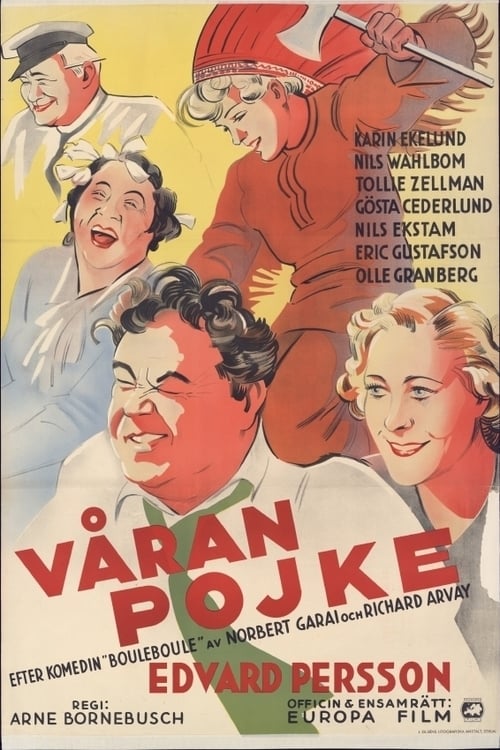 KARIN EKELUND
NILS WAHLBOM
TOLLIE ZELLMAN
GÖSTA CEDERLUND
NILS EKSTAM
ERIC GUSTAFSON
OLLE GRANBERG
VÅRAN
POJKE
EFTER KOMEDIN "BOULEBOULE" AV NORBERT GARAI OCH RICHARD ARVAY
EDVARD PERSSON
REGI:
ARNE BORNEBUSCH
OFFICIN & ENSAMRÄTT:
EUROPA FILM